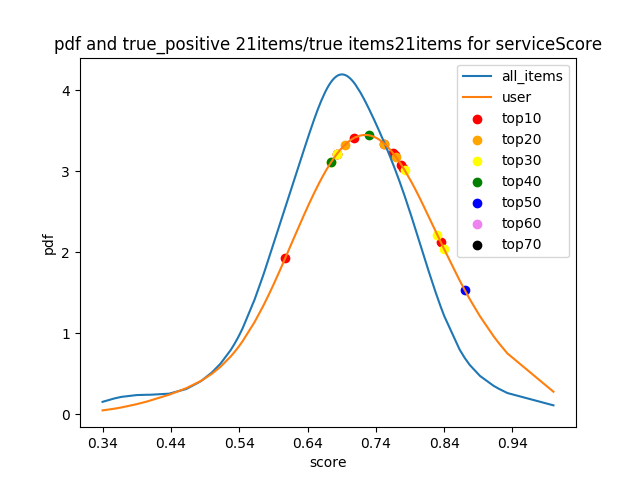 pdf and true_positive 21items/true items21items for serviceScore
all_items
user
top10
top20
top30
top40
top50
top60
top70
pdf
4
3
2
1
0
0.34 0.44 0.54 0.64 0.74 0.84 0.94
score